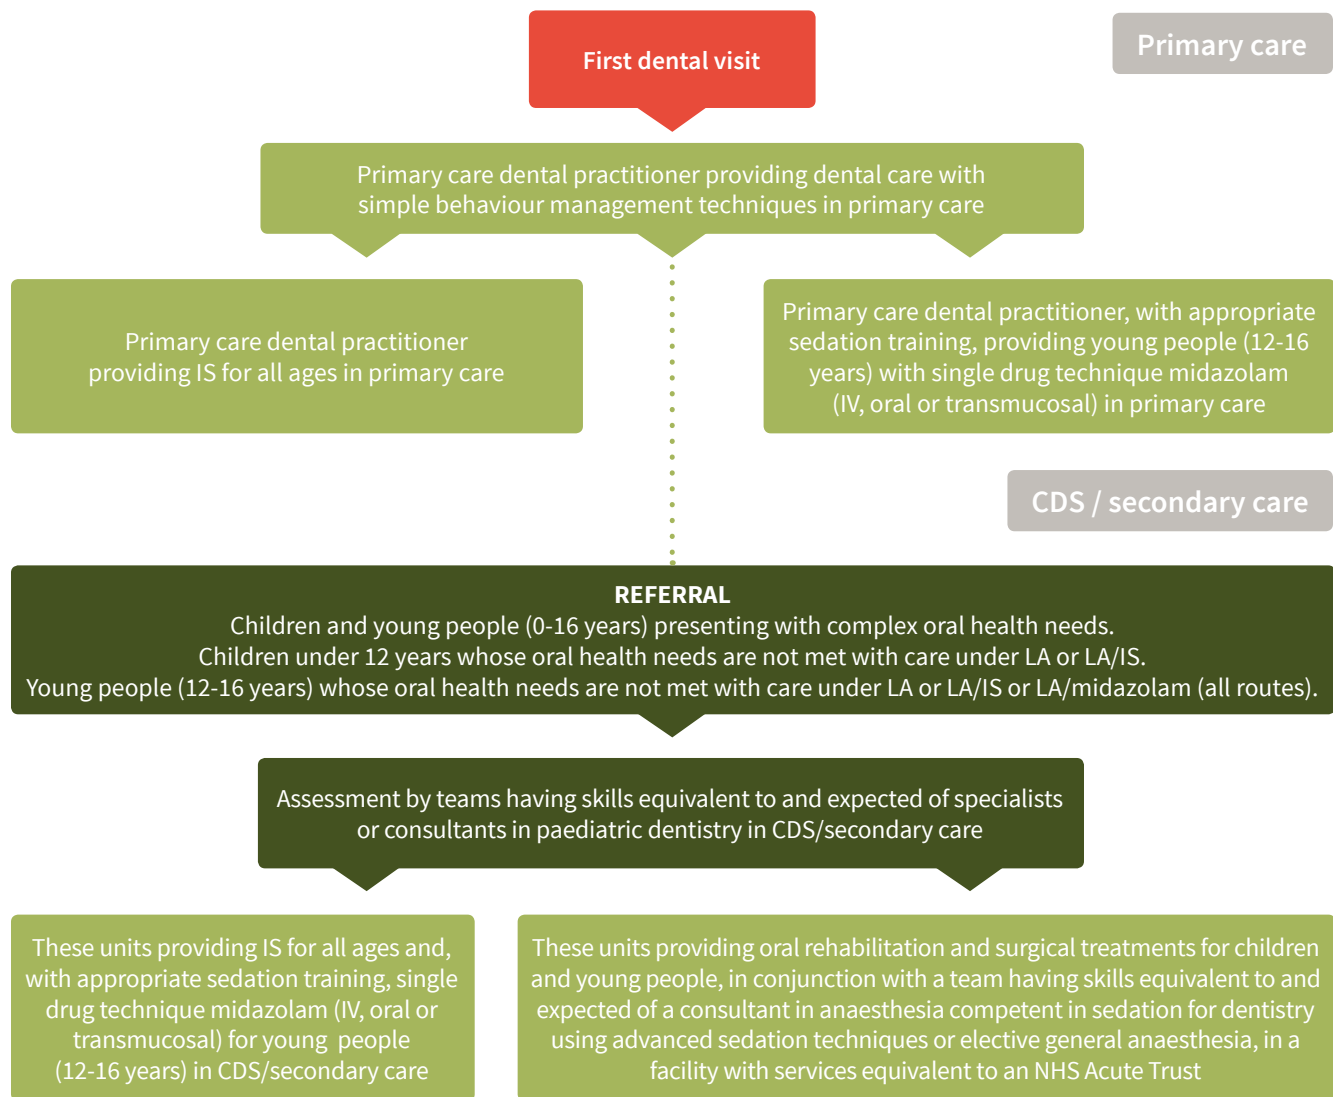 First dental visit
Primary care
Primary care dental practitioner providing dental care with
simple behaviour management techniques in primary care
Primary care dental practitioner
providing IS for all ages in primary care
Primary care dental practitioner, with appropriate
sedation training, providing young people (12-16
years) with single drug technique midazolam
(IV, oral or transmucosal) in primary care
CDS / secondary care
REFERRAL
Children and young people (0-16 years) presenting with complex oral health needs.
Children under 12 years whose oral health needs are not met with care under LA or LA/IS.
Young people (12-16 years) whose oral health needs are not met with care under LA or LA/IS or LA/midazolam (all routes).
Assessment by teams having skills equivalent to and expected of specialists
or consultants in paediatric dentistry in CDS/secondary care
These units providing IS for all ages and,
with appropriate sedation training, single
drug technique midazolam (IV, oral or
transmucosal) for young people
(12-16 years) in CDS/secondary care
These units providing oral rehabilitation and surgical treatments for children
and young people, in conjunction with a team having skills equivalent to and
expected of a consultant in anaesthesia competent in sedation for dentistry
using advanced sedation techniques or elective general anaesthesia, in a
facility with services equivalent to an NHS Acute Trust